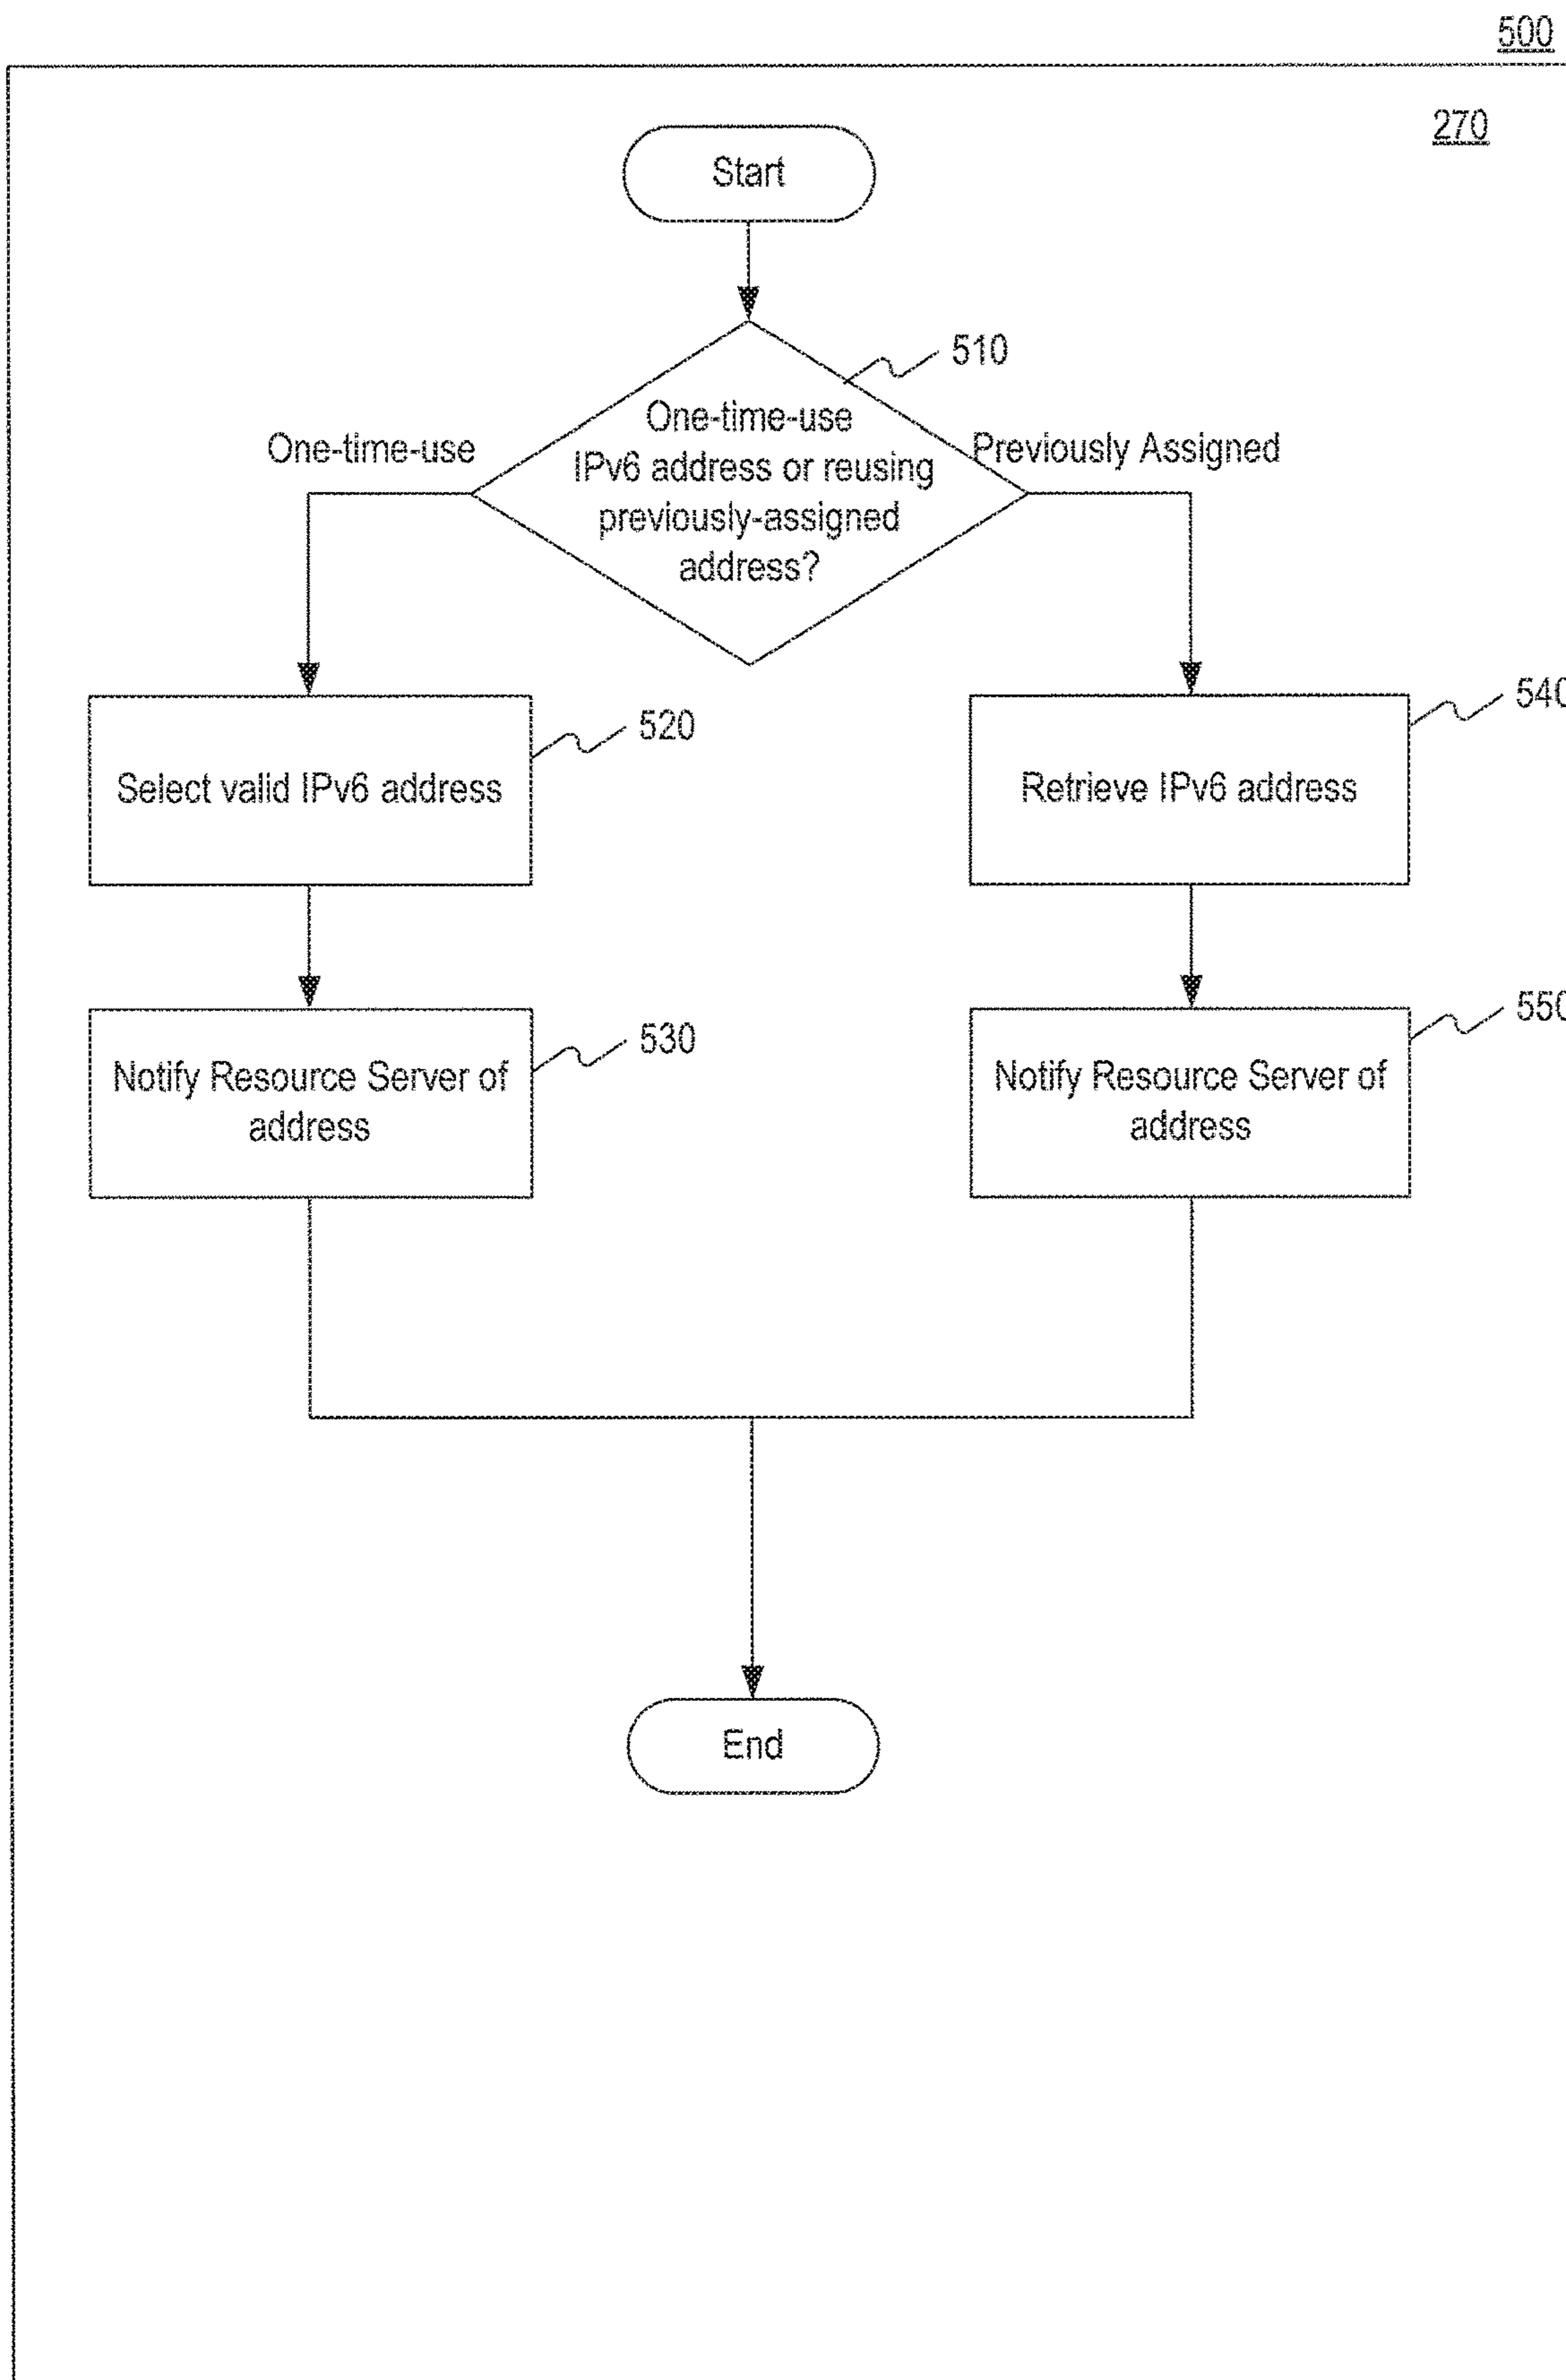 500
270
Start
510
One-time-use
IPv6 address or reusing
previously-assigned
address?
One-time-use
Previously Assigned
520
Select valid IPv6 address
540
Retrieve IPv6 address
530
Notify Resource Server of
address
550
Notify Resource Server of
address
End